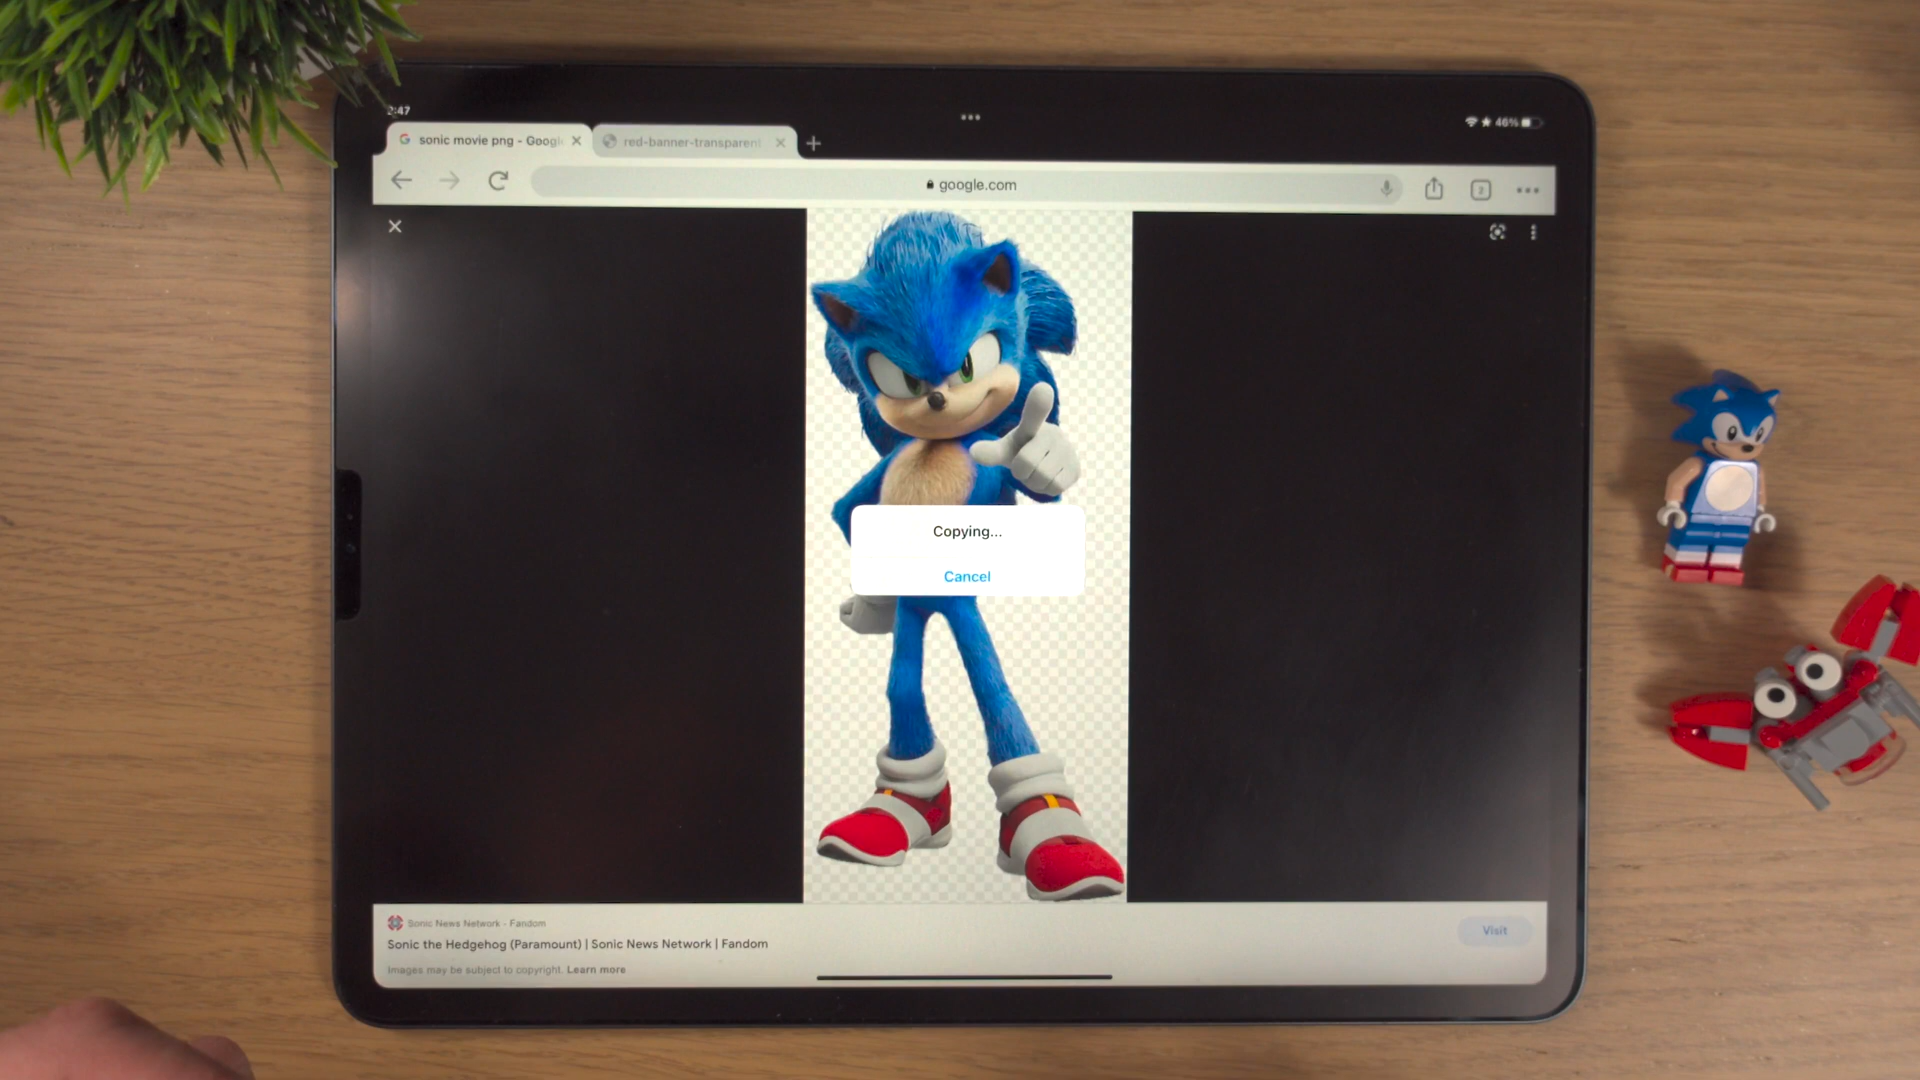 2:47
46%
sonic movie png - Googl
red-banner-transparent
google.com
2
Copying...
Cancel
Sonic News Network - Fandom
Sonic the Hedgehog (Paramount) | Sonic News Network | Fandom
Visit
Images may be subject to copyright. Learn more